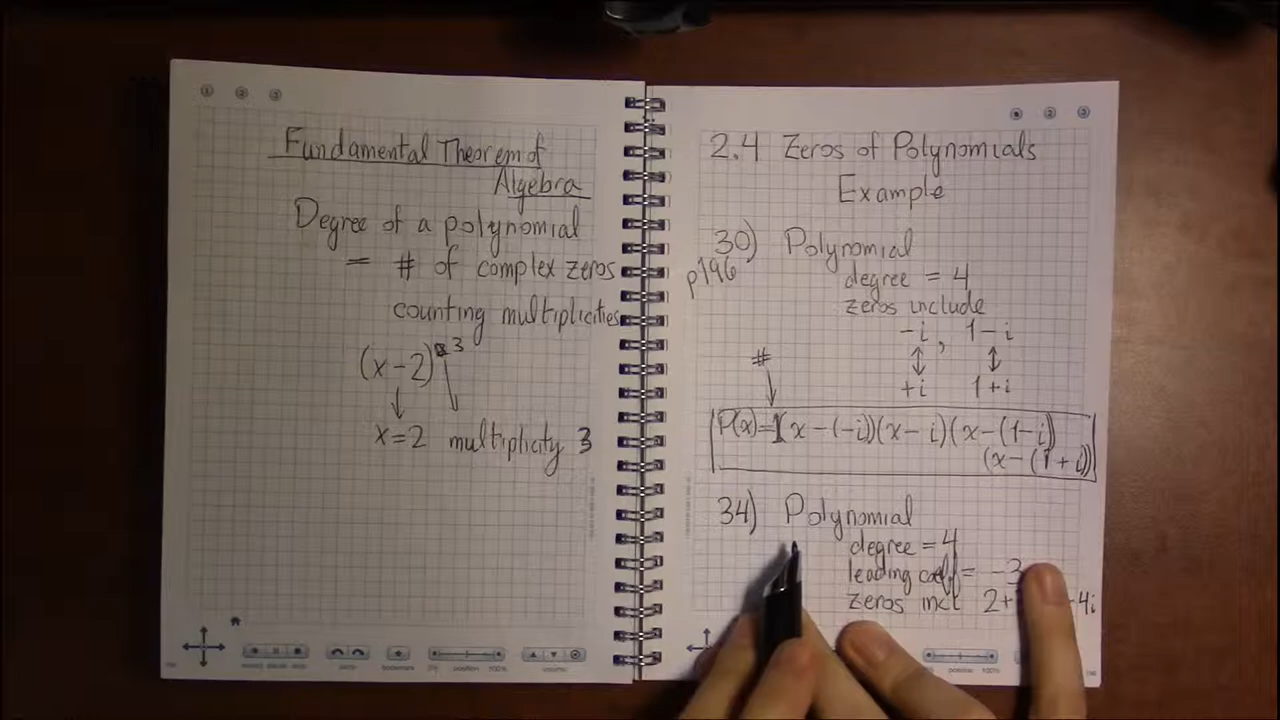 Fundamental Theorem of
Algebra
Degree of a polynomial
= # of complex zeros
counting multiplicities
(x-2)³
x=2 multiplicity 3
2.4 Zeros of Polynomials
Example
30) Polynomial
p196
degree = 4
zeros include
-i, 1-i
#
+i 1+i
P(x)=1(x-(-i))(x-i)(x-(1-i))
(x-(1+i))
34) Polynomial
degree = 4
leading coeff = -3
zeros incl 2+ -4i